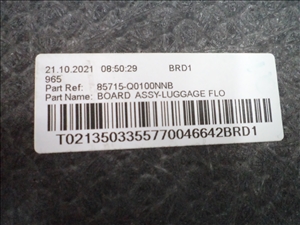 21.10.2021 08:50:29 BRD1
965
Part Ref: 85715-Q0100NNB
Part Name: BOARD ASSY-LUGGAGE FLO
T0213503355770046642BRD1